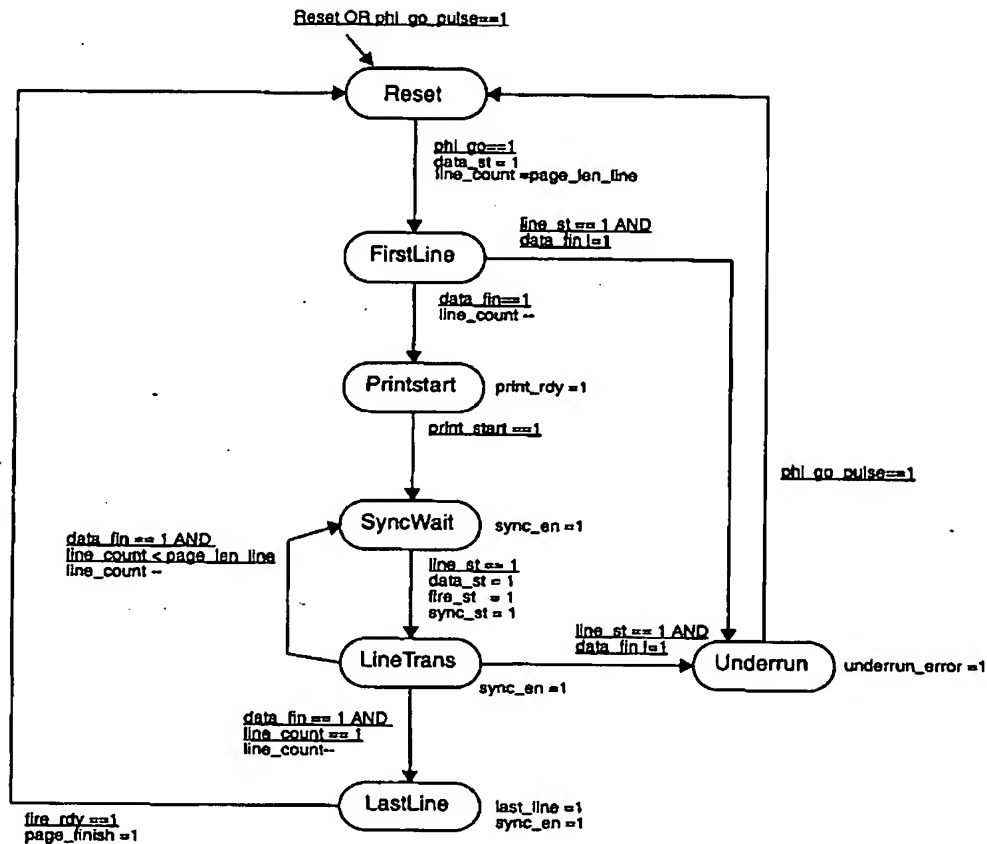 Reset OR phi_go_pulse==1
Reset
phi_go==1
data_st = 1
line_count =page_len_line
line_st == 1 AND
data_fin !=1
FirstLine
data_fin==1
line_count --
Printstart
print_rdy =1
print_start ==1
phi_go_pulse==1
SyncWait
sync_en =1
data_fin == 1 AND
line_count < page_len_line
line_count --
line_st == 1
data_st = 1
fire_st = 1
sync_st = 1
line_st == 1 AND
data_fin !=1
LineTrans
sync_en =1
Underrun
underrun_error =1
data_fin == 1 AND
line_count == 1
line_count--
LastLine
last_line =1
sync_en =1
fire_rdy ==1
page_finish =1